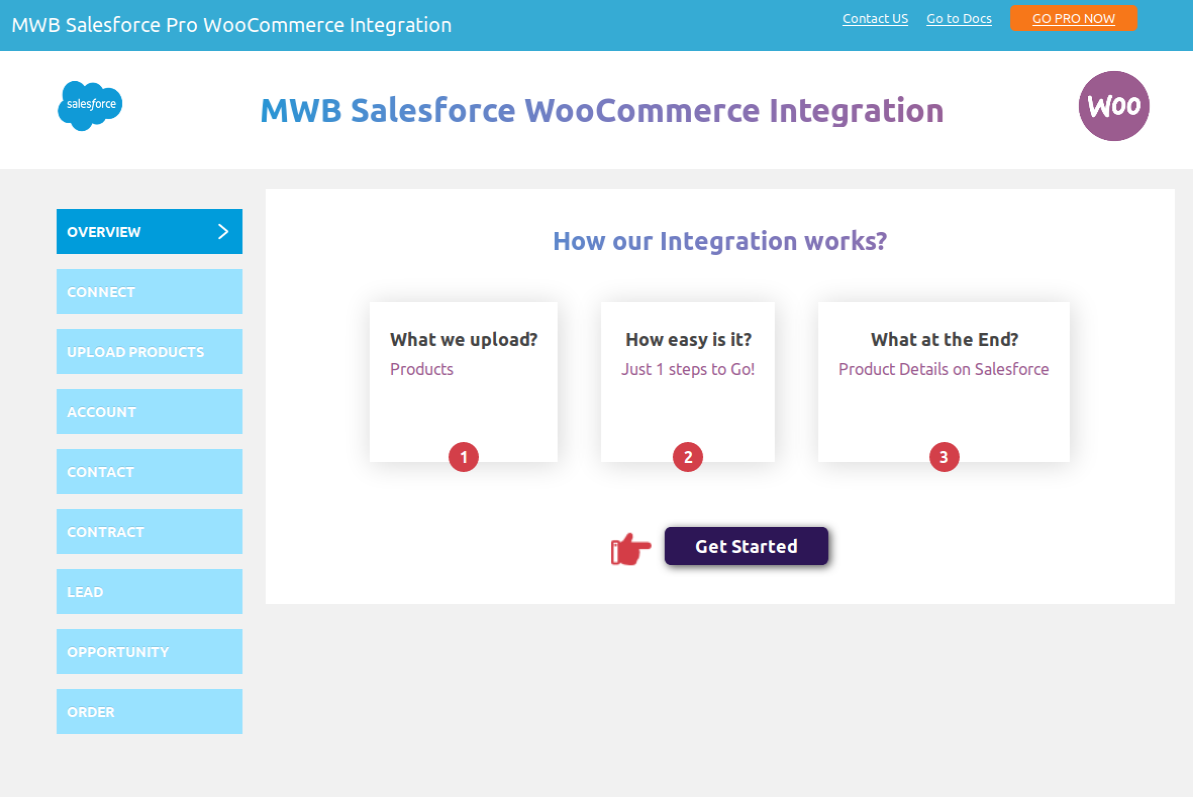 MWB Salesforce Pro WooCommerce Integration
Contact US Go to Docs GO PRO NOW
salesforce
MWB Salesforce WooCommerce Integration
Woo
OVERVIEW
CONNECT
UPLOAD PRODUCTS
ACCOUNT
CONTACT
CONTRACT
LEAD
OPPORTUNITY
ORDER
How our Integration works?
What we upload?
Products
1
How easy is it?
Just 1 steps to Go!
2
What at the End?
Product Details on Salesforce
3
Get Started